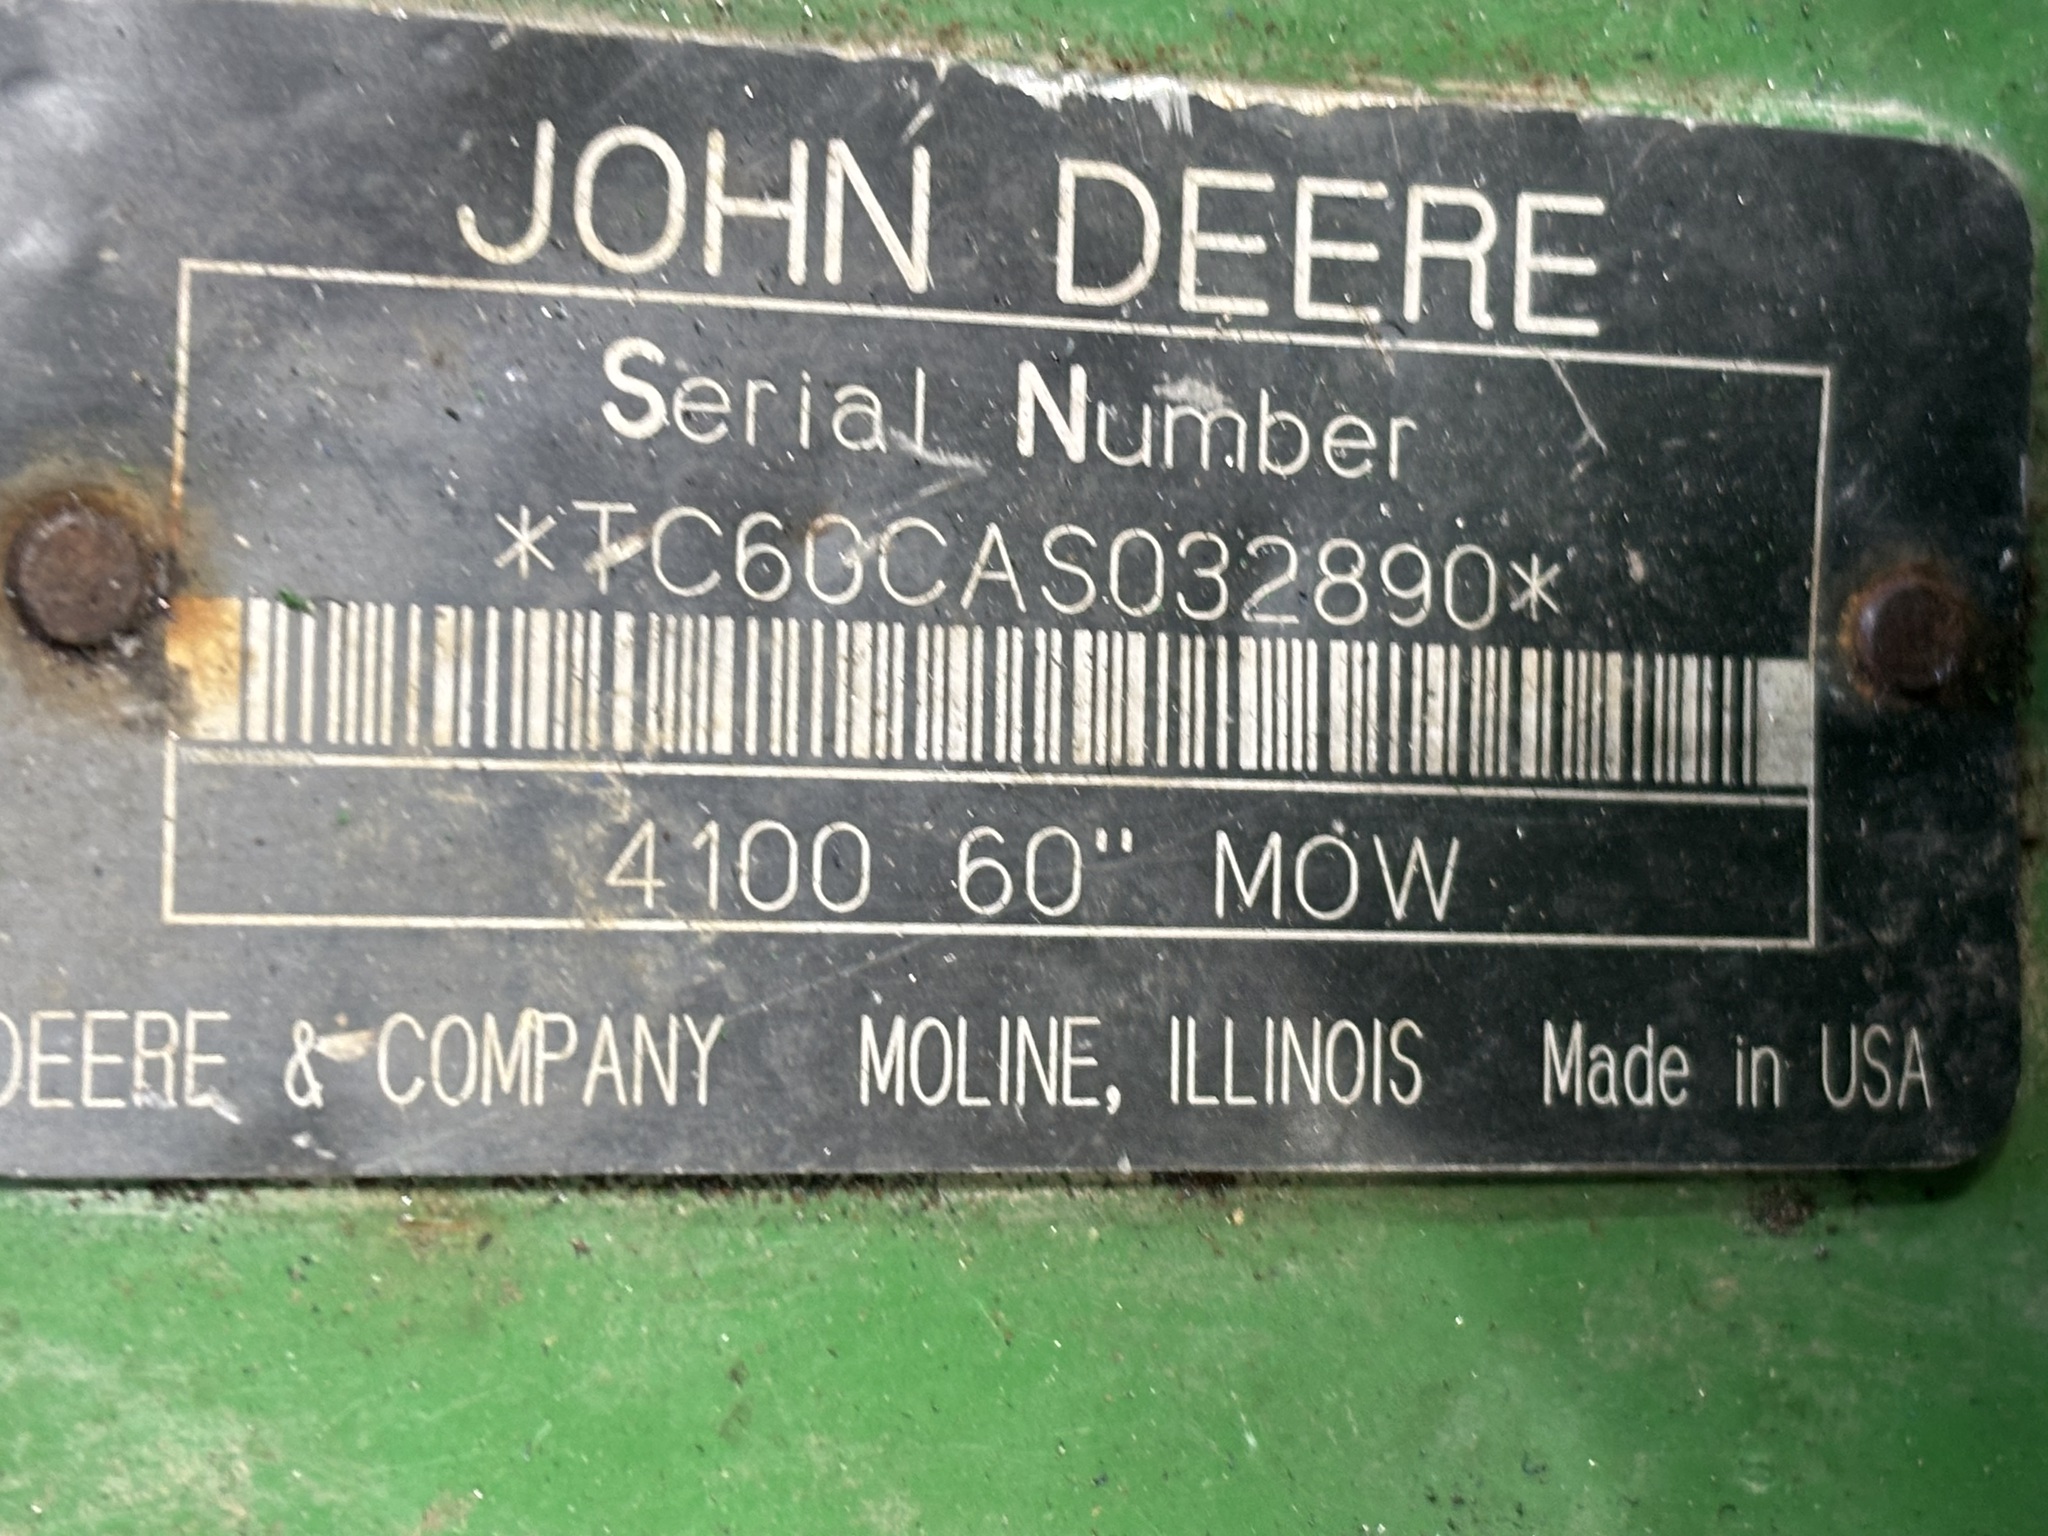 JOHN DEERE
Serial Number
*TC60CAS032890*
4100 60" MOW
DEERE & COMPANY MOLINE, ILLINOIS Made in USA